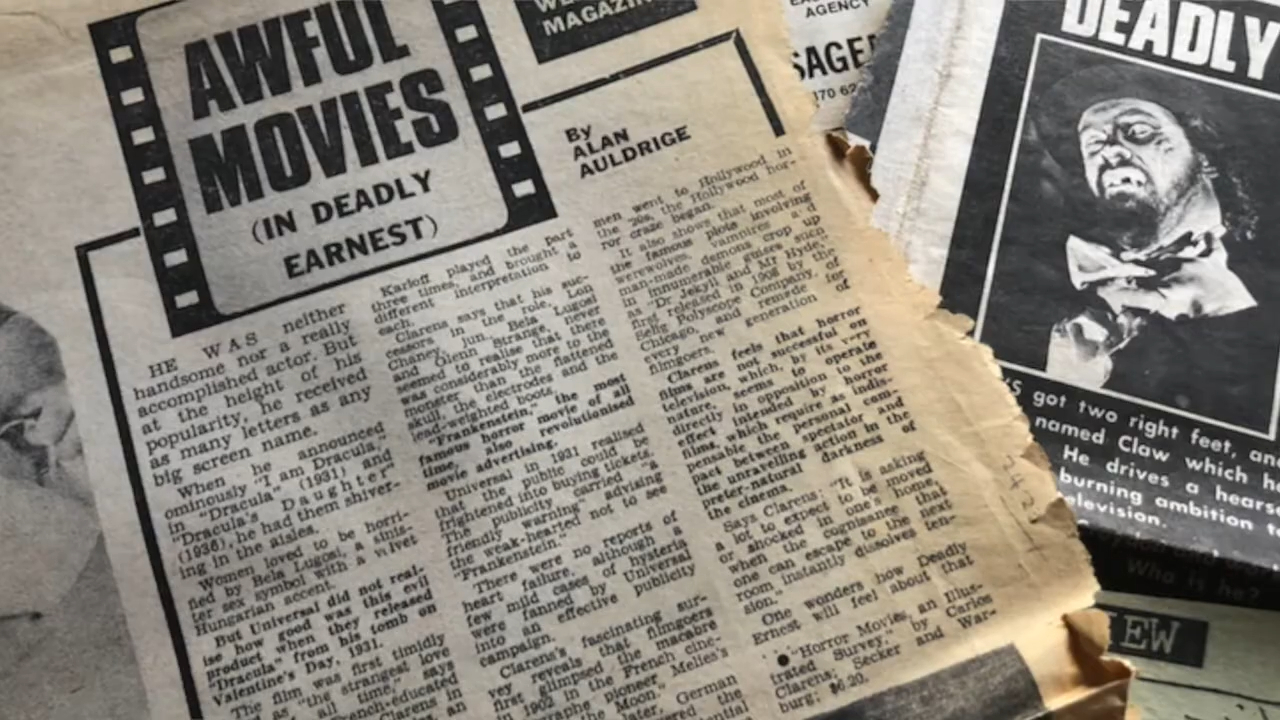 AWFUL
MOVIES
(IN DEADLY
EARNEST)
MAGAZIN
By
ALAN
AULDRIGE
HE WAS neither
handsome nor a really
accomplished actor. But
at the height of his
popularity, he received
as many letters as any
big screen name.
When he announced
ominously "I am Dracula,"
in "Dracula" (1931) and
"Dracula's Daughter"
(1936), he had them shiver-
ing in the aisles.
Women loved to be horri-
fied by Bela Lugosi, a sinis-
ter sex symbol with a velvet
Hungarian accent.
But Universal did not real-
ise how good was this evil
product when they released
"Dracula" from his tomb on
Valentine's Day, 1931.
The film was first timidly
as "the strangest love
all time," says
ench-educated
Clarens in
Karloff played the part
three times, and brought a
different interpretation to
each.
Clarens says that his suc-
cessors in the role, Lon
Chaney, jun., Bela Lugosi
and Glenn Strange, never
seemed to realise that there
was considerably more to the
monster than the flattened
skull, the electrodes and the
lead-weighted boots
"Frankenstein," the most
famous horror movie of all
time, also revolutionised
movie advertising.
Universal in 1931 realised
that the public could be
frightened into buying tickets.
The publicity carried "a
friendly warning" advising
the weak-hearted not to see
"Frankenstein."
There were no reports of
heart failure, although a
few mild cases of hysteria
were fanned by Universal
into an effective publicity
campaign.
Clarens's fascinating sur-
vey reveals that filmgoers
first glimpsed the macabre
in 1902 in the French cine-
pioneer Melies's
the Moon."
later, German
men went to Hollywood in
the 20s, the Hollywood hor-
ror craze began.
It also shows that most of
the famous plots involving
werewolves, vampires a d
man-made demons crop up
in innumerable guises such
as Dr Jekyll and Mr Hyde,
first released in 1908 by the
Selig Polyscope Company, of
Chicago, and remade for
every new generation of
filmgoers.
Clarens feels that horror
films are not successful on
television, which, by its very
nature, seems to operate
directly in opposition to the
effect intended by horror
films, which require as indis-
pensable the personal com-
pact between spectator and
the unravelling action in the
preter-natural darkness of
the cinema.
Says Clarens: "It is asking
a lot to expect to be moved
or shocked in one's home,
when the cognisance that
one can escape to the next
room, instantly dissolves ten-
sion."
One wonders how Deadly
Ernest will feel about that
● "Horror Movies, an Illus-
trated Survey," by Carlos
Clarens; Secker and War-
burg; $6.20.
AGENCY
SAGE
DEADLY
'S got two right feet, and
named Claw which h
He drives a hearse
burning ambition to
elevision.
Who is he?
IEW